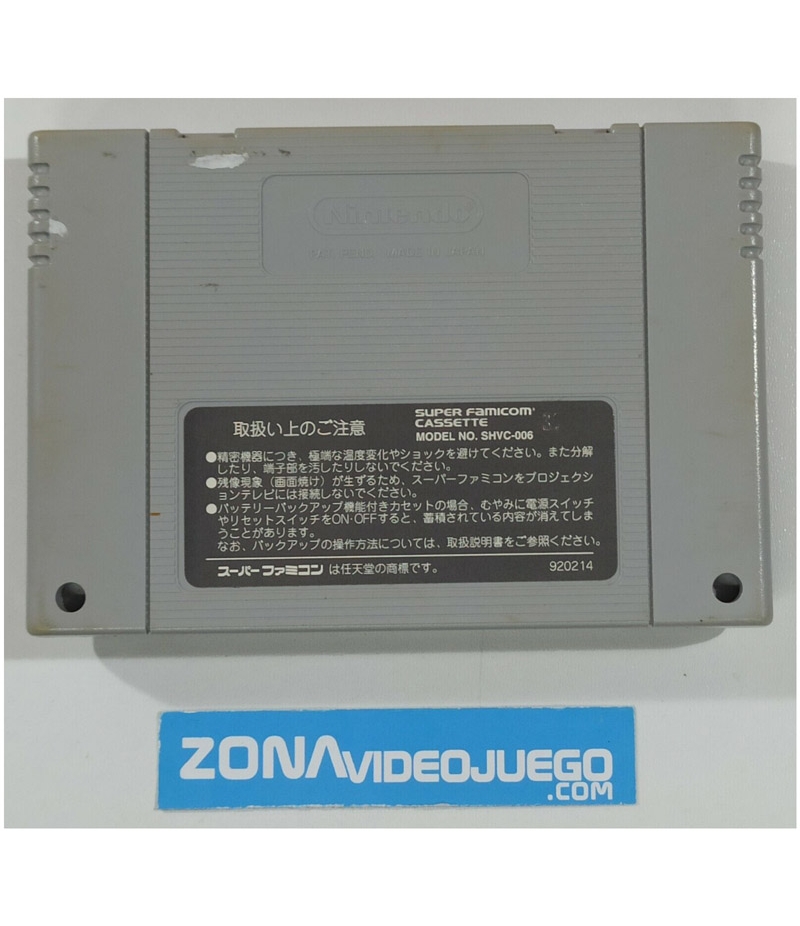 Nintendo
PAT. PEND. MADE IN JAPAN
取扱い上のご注意
SUPER FAMICOM
CASSETTE
MODEL NO. SHVC-006
●精密機器につき、極端な温度変化やショックを避けてください。また分解
したり、端子部を汚したりしないでください。
●残像現象（画面焼け）が生ずるため、スーパーファミコンをプロジェクシ
ョンテレビには接続しないでください。
●バッテリーバックアップ機能付きカセットの場合、むやみに電源スイッチ
やリセットスイッチをON・OFFすると、蓄積されている内容が消えてしま
うことがあります。
なお、バックアップの操作方法については、取扱説明書をご参照ください。
スーパーファミコン は任天堂の商標です。
920214
ZONAVIDEOJUEGO
.COM